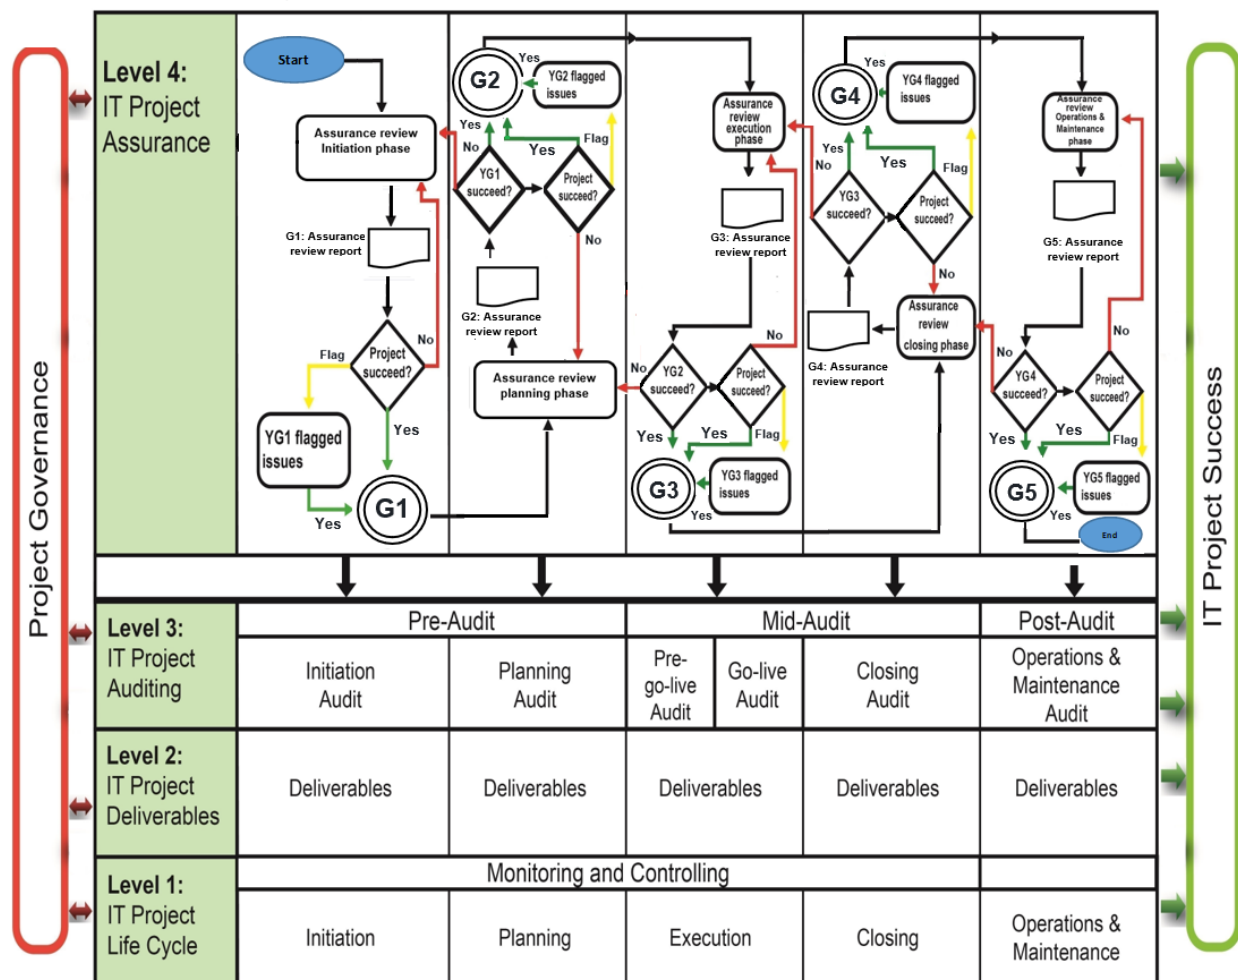 Project Governance
Level 4:
IT Project
Assurance
Start
Assurance review
Initiation phase
G1: Assurance
review report
Project
succeed?
No
Flag
YG1 flagged
issues
Yes
Yes
G1
G2
Yes
YG2 flagged
issues
Yes
No
Yes
Flag
YG1
succeed?
Project
succeed?
No
G2: Assurance
review report
Assurance review
planning phase
Assurance
review
execution
phase
G3: Assurance
review report
No
No
YG2
succeed?
Project
succeed?
Yes
Yes
Flag
G3
YG3 flagged
issues
Yes
G4
Yes
YG4 flagged
issues
Yes
No
Yes
Flag
YG3
succeed?
Project
succeed?
No
Assurance
review
closing phase
G4: Assurance
review report
Assurance
review
Operations &
Maintenance
phase
G5: Assurance
review report
No
No
YG4
succeed?
Project
succeed?
Yes
Yes
Flag
G5
YG5 flagged
issues
Yes
End
Level 3:
IT Project
Auditing
Pre-Audit
Mid-Audit
Post-Audit
Initiation
Audit
Planning
Audit
Pre-
go-live
Audit
Go-live
Audit
Closing
Audit
Operations &
Maintenance
Audit
Level 2:
IT Project
Deliverables
Deliverables
Deliverables
Deliverables
Deliverables
Deliverables
Level 1:
IT Project
Life Cycle
Monitoring and Controlling
Initiation
Planning
Execution
Closing
Operations &
Maintenance
IT Project Success